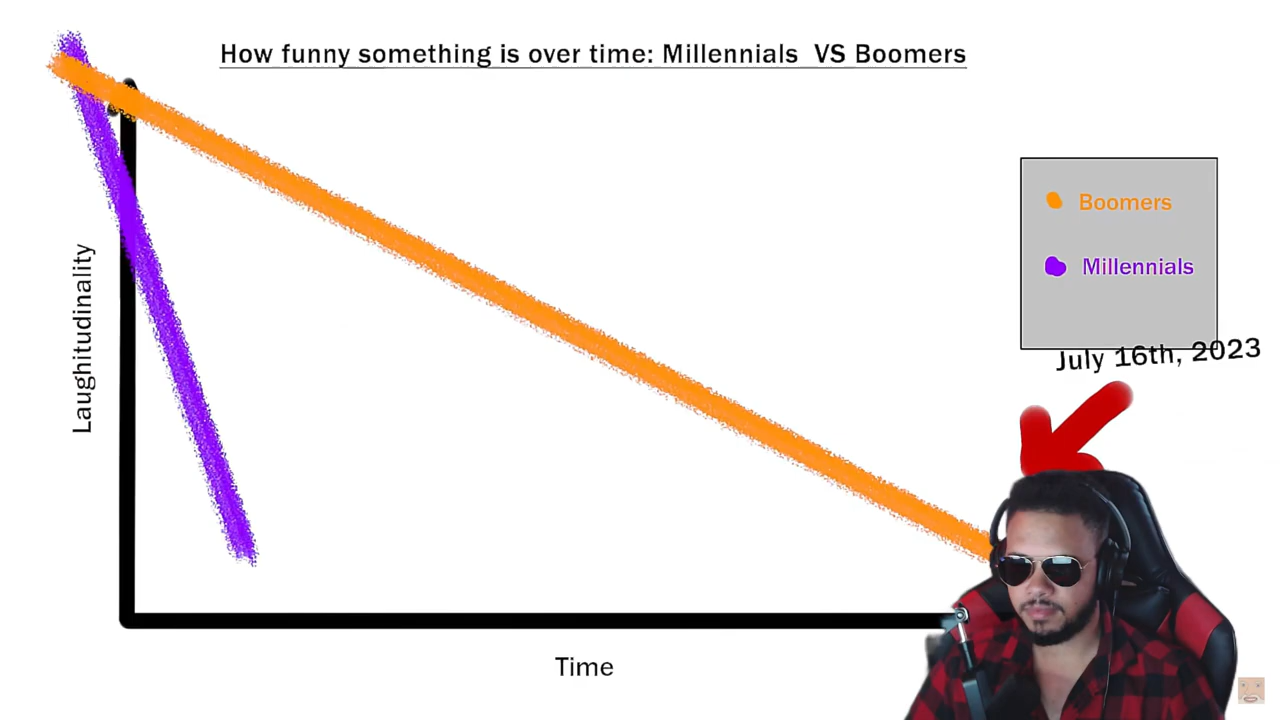 How funny something is over time: Millennials  VS Boomers
Boomers
Millennials
July 16th, 2023
Laughitudinality
Time